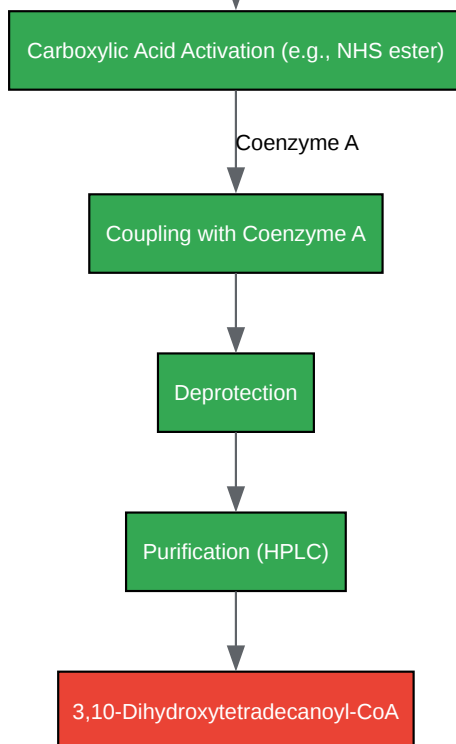 Carboxylic Acid Activation (e.g., NHS ester)
Coenzyme A
Coupling with Coenzyme A
Deprotection
Purification (HPLC)
3,10-Dihydroxytetradecanoyl-CoA